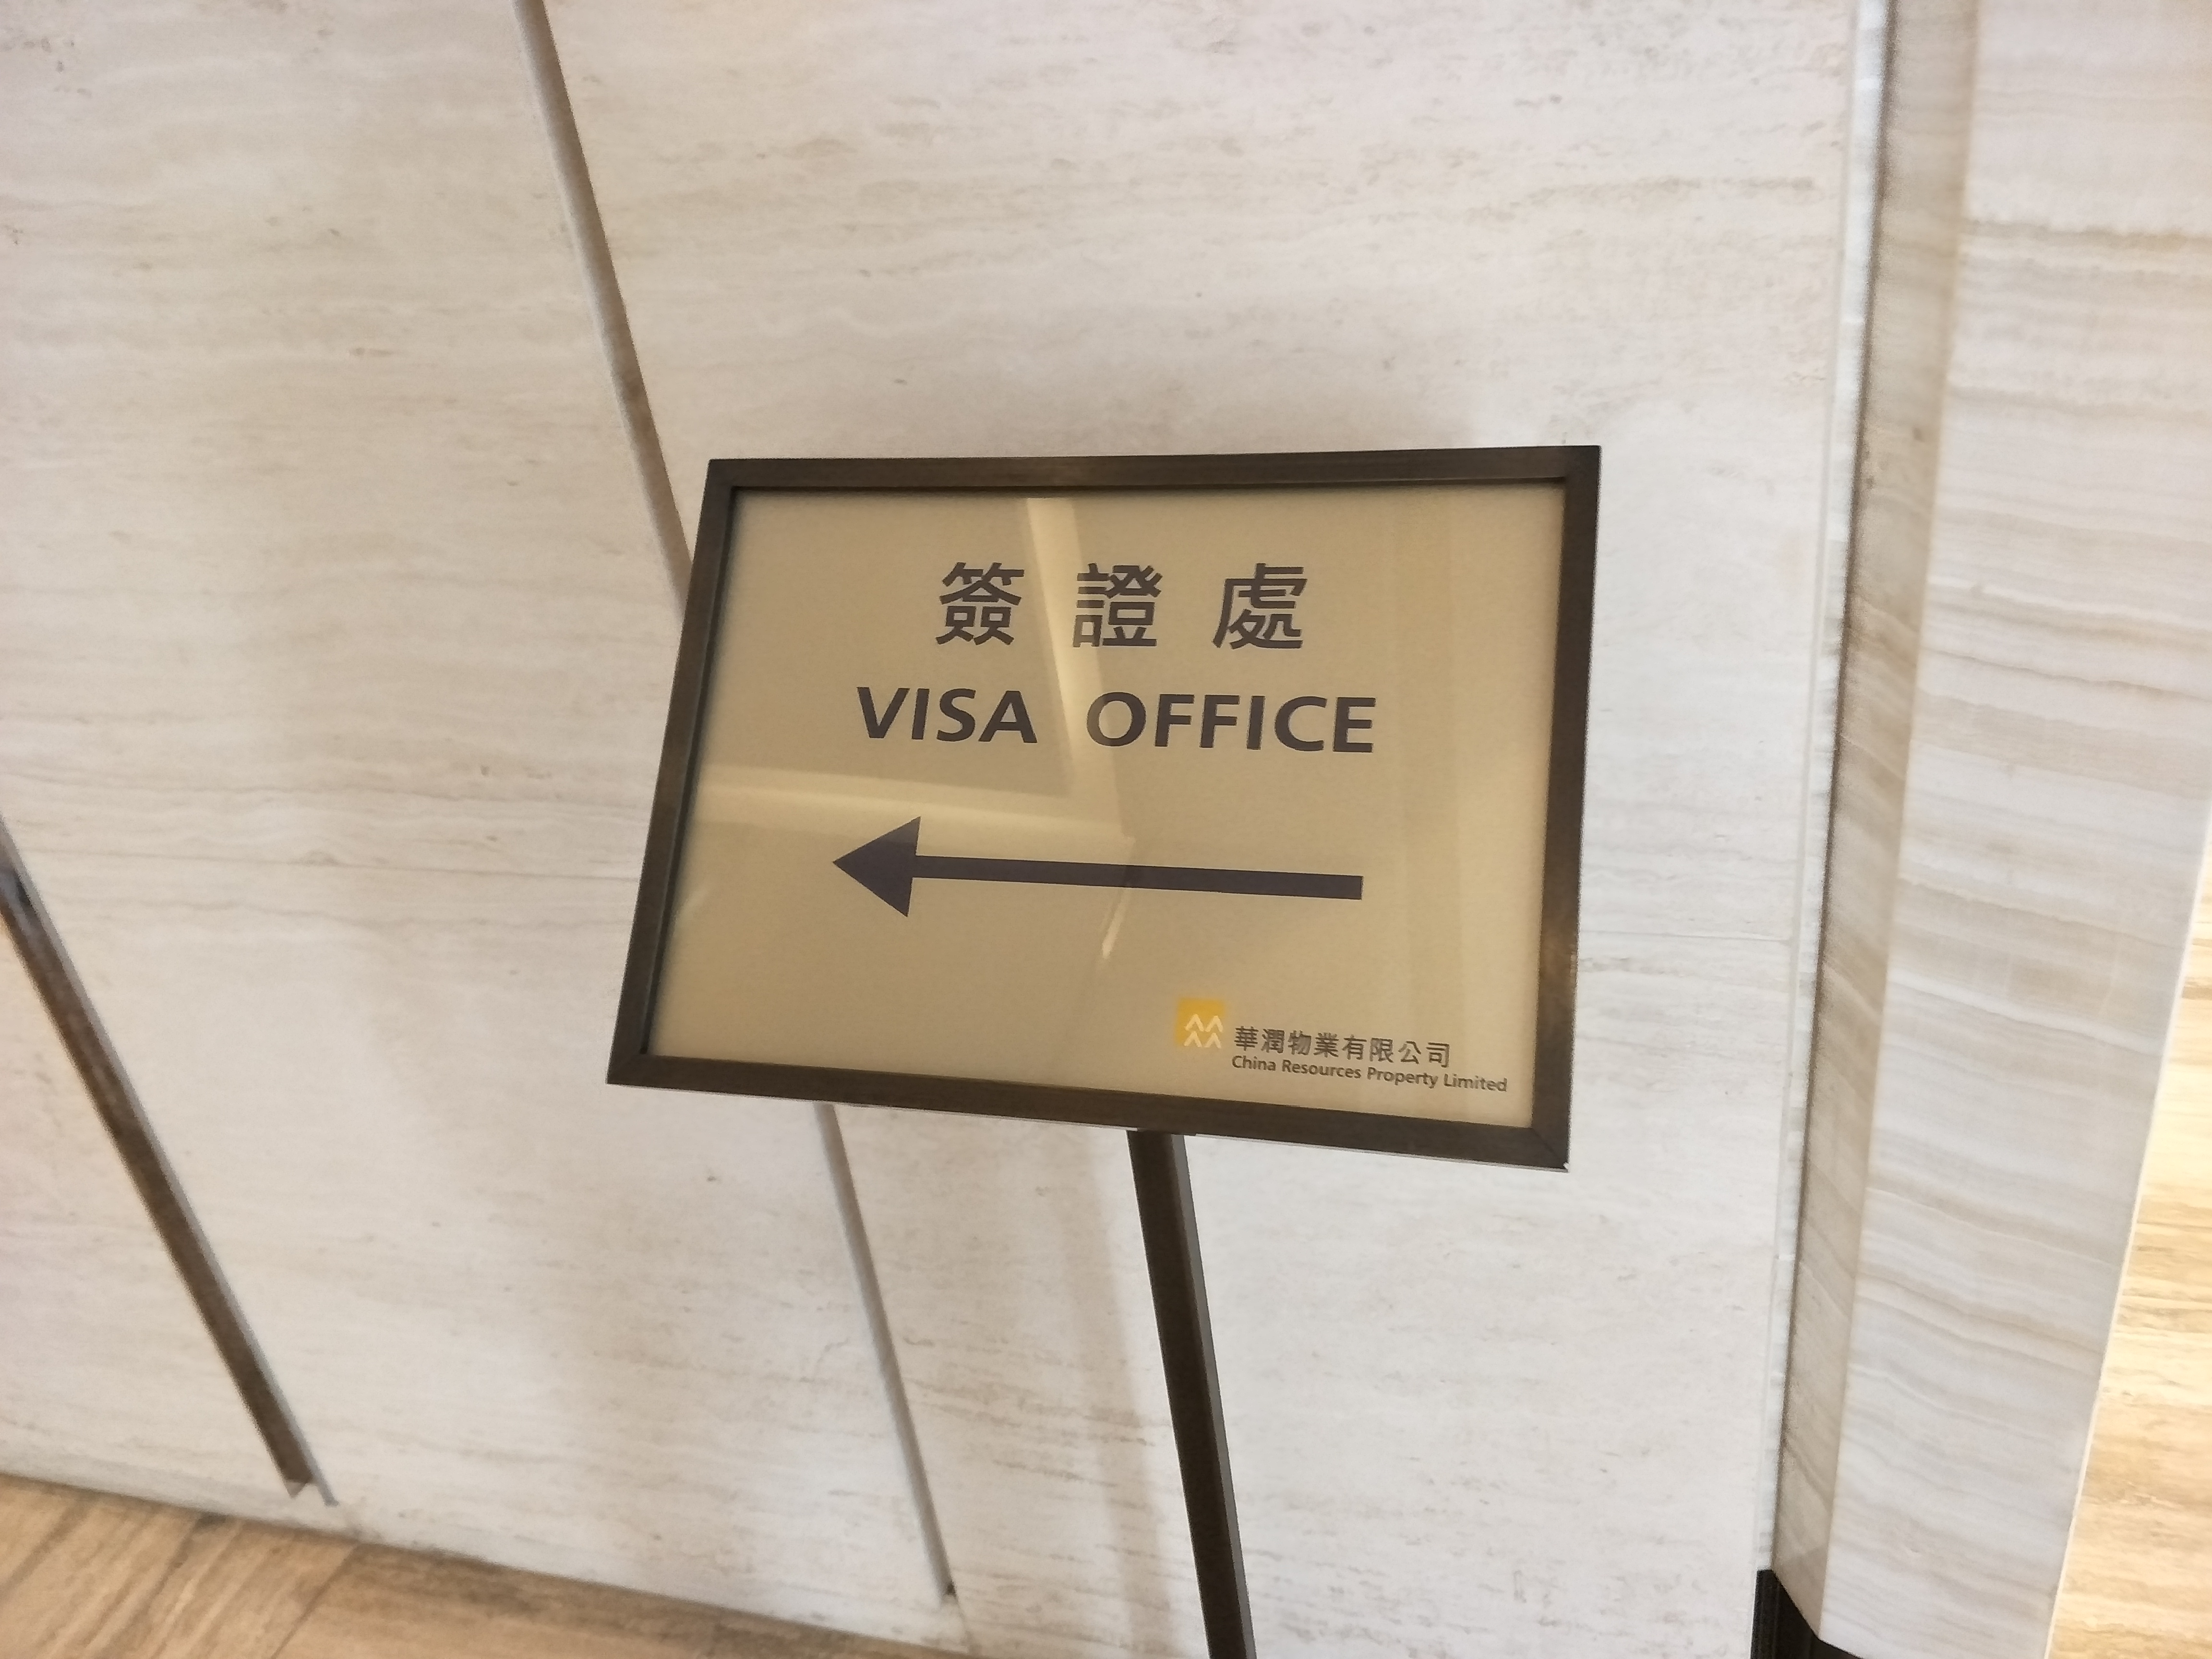 簽證處
VISA OFFICE
華潤物業有限公司
China Resources Property Limited